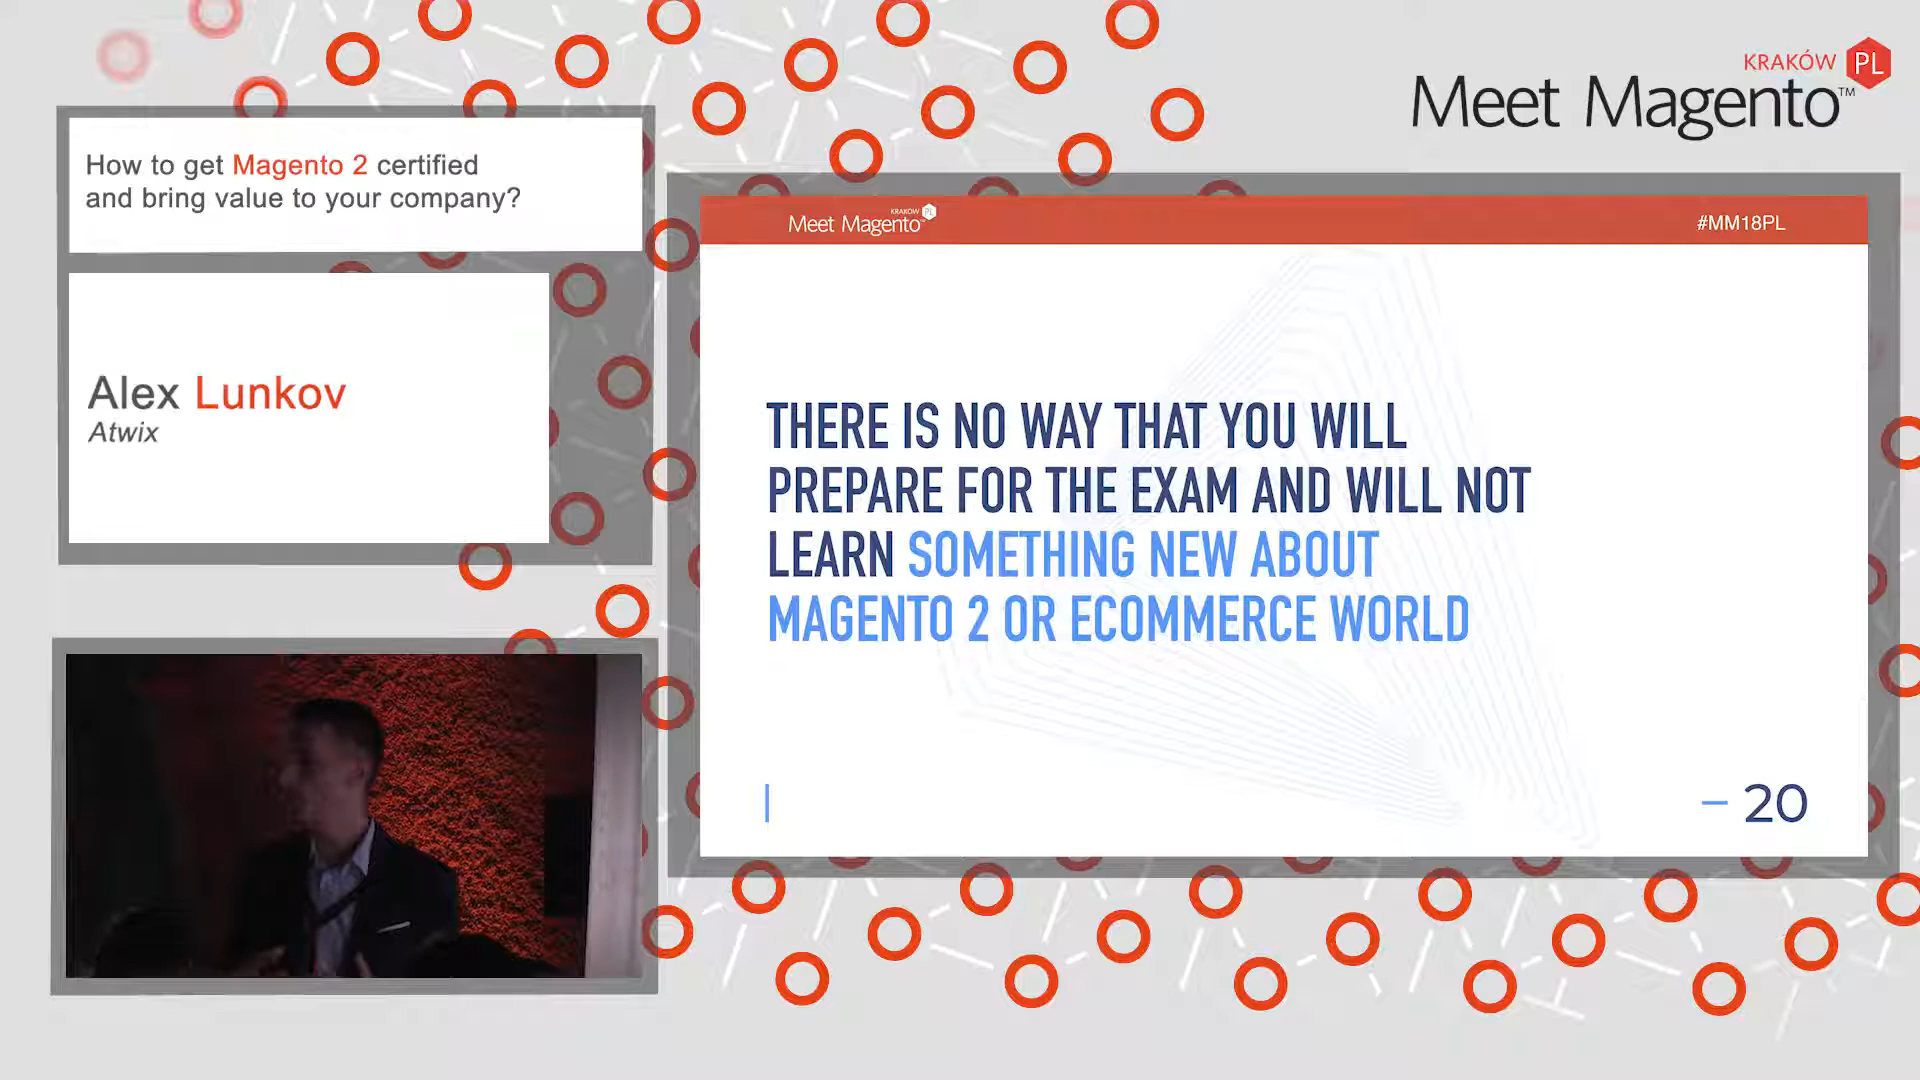 KRAKÓW PL
Meet Magento™
How to get Magento 2 certified
and bring value to your company?
Alex Lunkov
Atwix
KRAKÓW PL
Meet Magento
#MM18PL
THERE IS NO WAY THAT YOU WILL
PREPARE FOR THE EXAM AND WILL NOT
LEARN SOMETHING NEW ABOUT
MAGENTO 2 OR ECOMMERCE WORLD
– 20